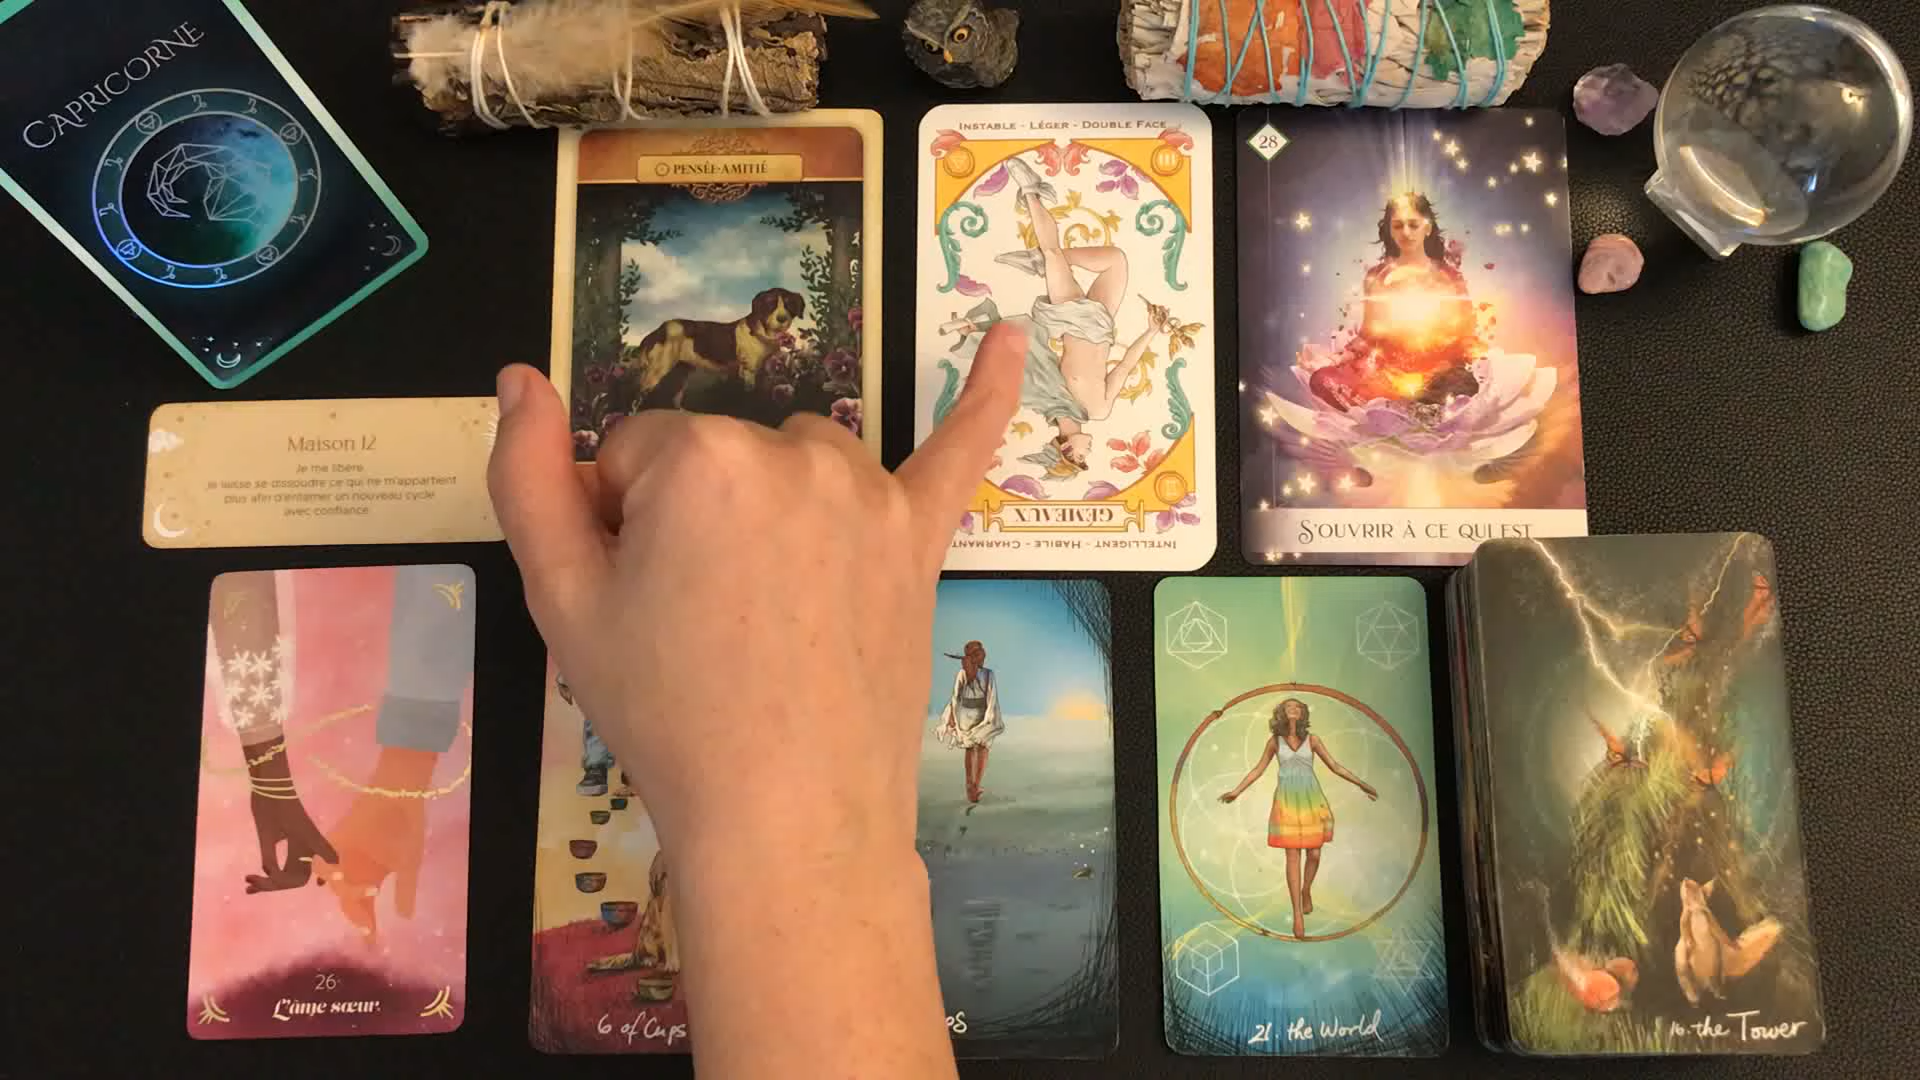 CAPRICORNE
PENSÉE-AMITIÉ
INSTABLE - LÉGER - DOUBLE FACE
III
GÉMEAUX
INTELLIGENT - HABILE - CHARMANT
28
S'OUVRIR À CE QUI EST
Maison 12
Je me libère.
Je laisse se dissoudre ce qui ne m'appartient
plus afin d'entamer un nouveau cycle
avec confiance.
26
L'âme sœur
6 of Cups
ps
21. the World
16. the Tower